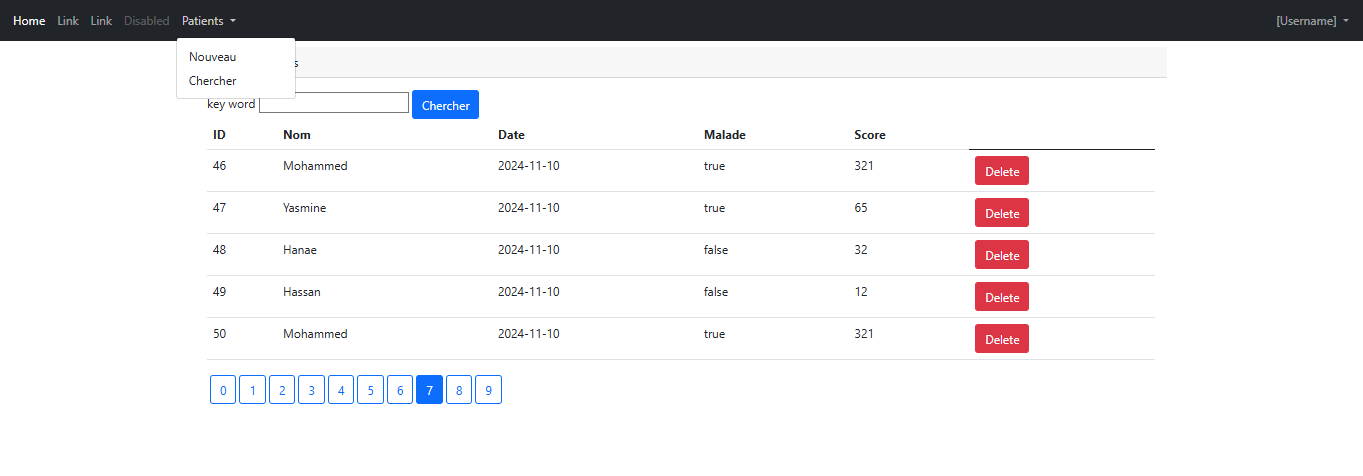 Home Link Link Disabled Patients [Username]
Nouveau
Chercher
key word Chercher
ID Nom Date Malade Score
46 Mohammed 2024-11-10 true 321 Delete
47 Yasmine 2024-11-10 true 65 Delete
48 Hanae 2024-11-10 false 32 Delete
49 Hassan 2024-11-10 false 12 Delete
50 Mohammed 2024-11-10 true 321 Delete
0 1 2 3 4 5 6 7 8 9